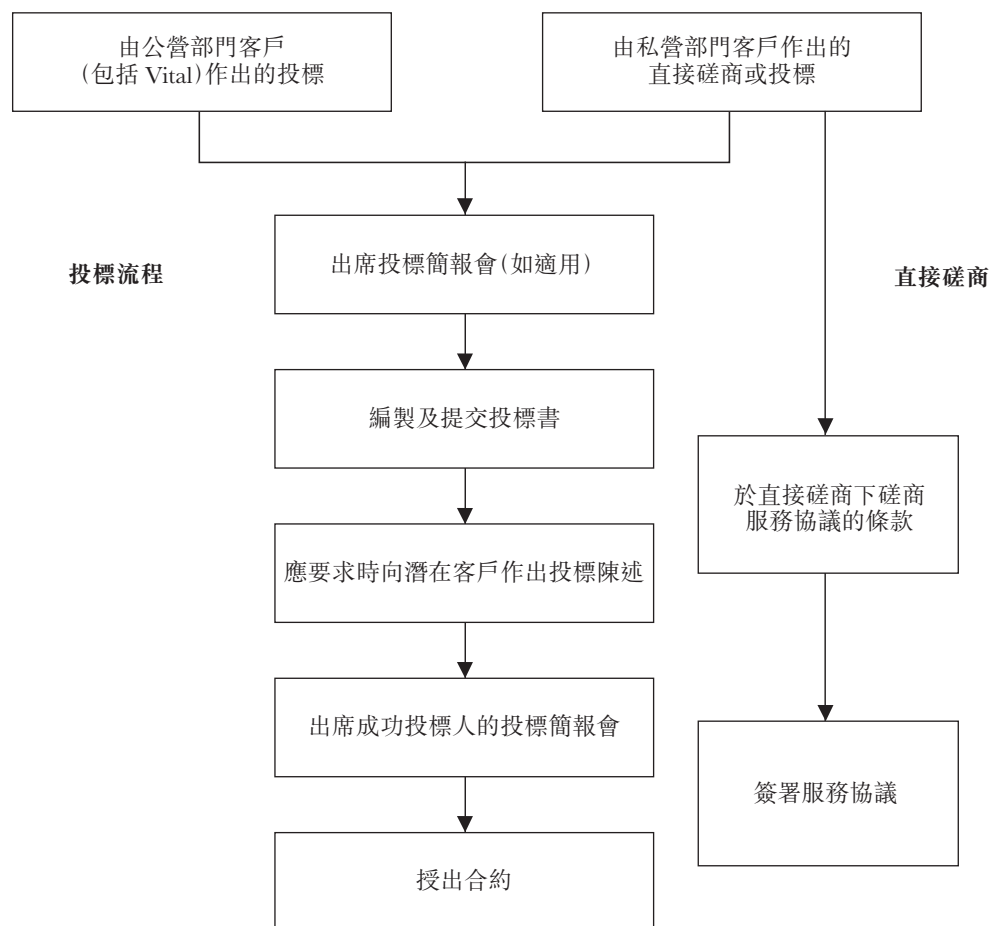 由公營部門客戶
(包括 Vital)作出的投標
由私營部門客戶作出的
直接磋商或投標
投標流程
出席投標簡報會(如適用)
直接磋商
編製及提交投標書
於直接磋商下磋商
服務協議的條款
應要求時向潛在客戶作出投標陳述
出席成功投標人的投標簡報會
簽署服務協議
授出合約